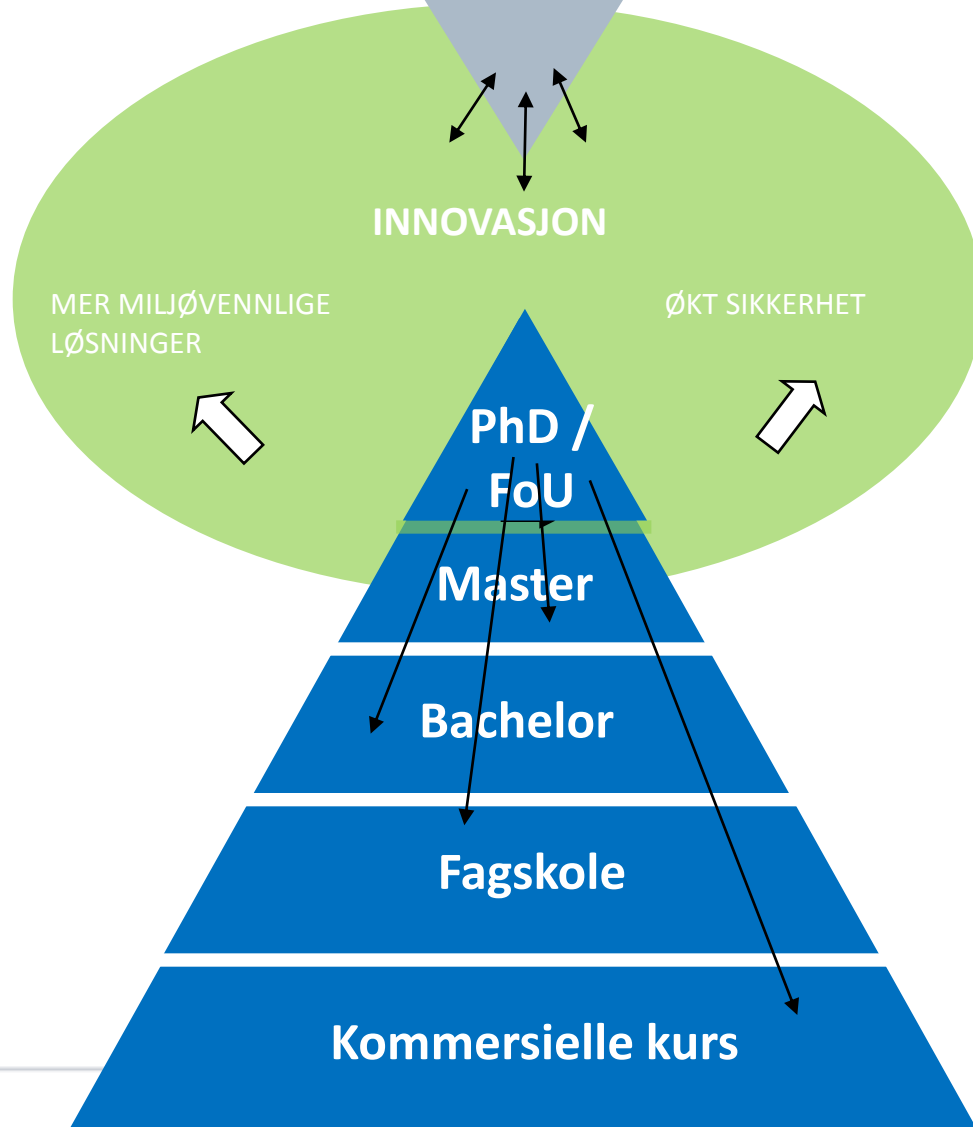 INNOVASJON
MER MILJØVENNLIGE
LØSNINGER
ØKT SIKKERHET
PhD /
FoU
Master
Bachelor
Fagskole
Kommersielle kurs